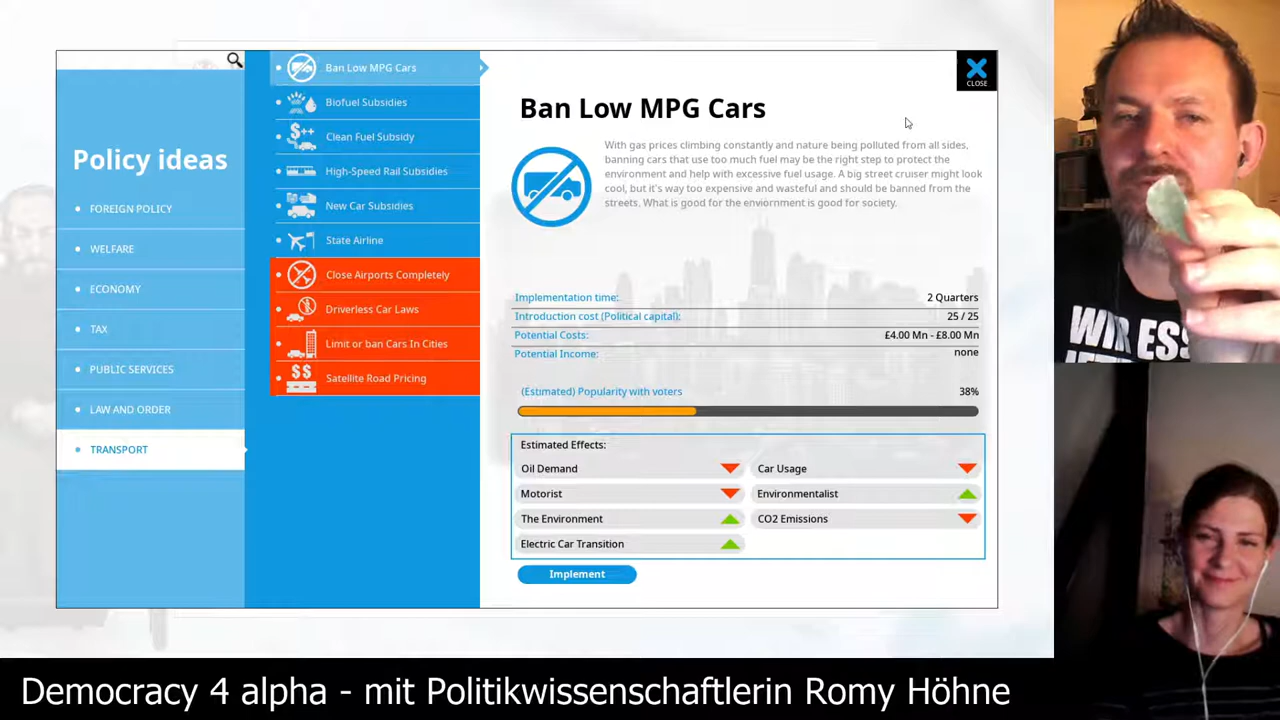 Policy ideas
FOREIGN POLICY
WELFARE
ECONOMY
TAX
PUBLIC SERVICES
LAW AND ORDER
TRANSPORT
Ban Low MPG Cars
Biofuel Subsidies
Clean Fuel Subsidy
High-Speed Rail Subsidies
New Car Subsidies
State Airline
Close Airports Completely
Driverless Car Laws
Limit or ban Cars In Cities
Satellite Road Pricing
CLOSE
Ban Low MPG Cars
With gas prices climbing constantly and nature being polluted from all sides,
banning cars that use too much fuel may be the right step to protect the
environment and help with excessive fuel usage. A big street cruiser might look
cool, but it's way too expensive and wasteful and should be banned from the
streets. What is good for the enviornment is good for society.
Implementation time: 2 Quarters
Introduction cost (Political capital): 25 / 25
Potential Costs: £4.00 Mn - £8.00 Mn
Potential Income: none
(Estimated) Popularity with voters 38%
Estimated Effects:
Oil Demand Car Usage
Motorist Environmentalist
The Environment CO2 Emissions
Electric Car Transition
Implement
WIR ESS
Democracy 4 alpha - mit Politikwissenschaftlerin Romy Höhne